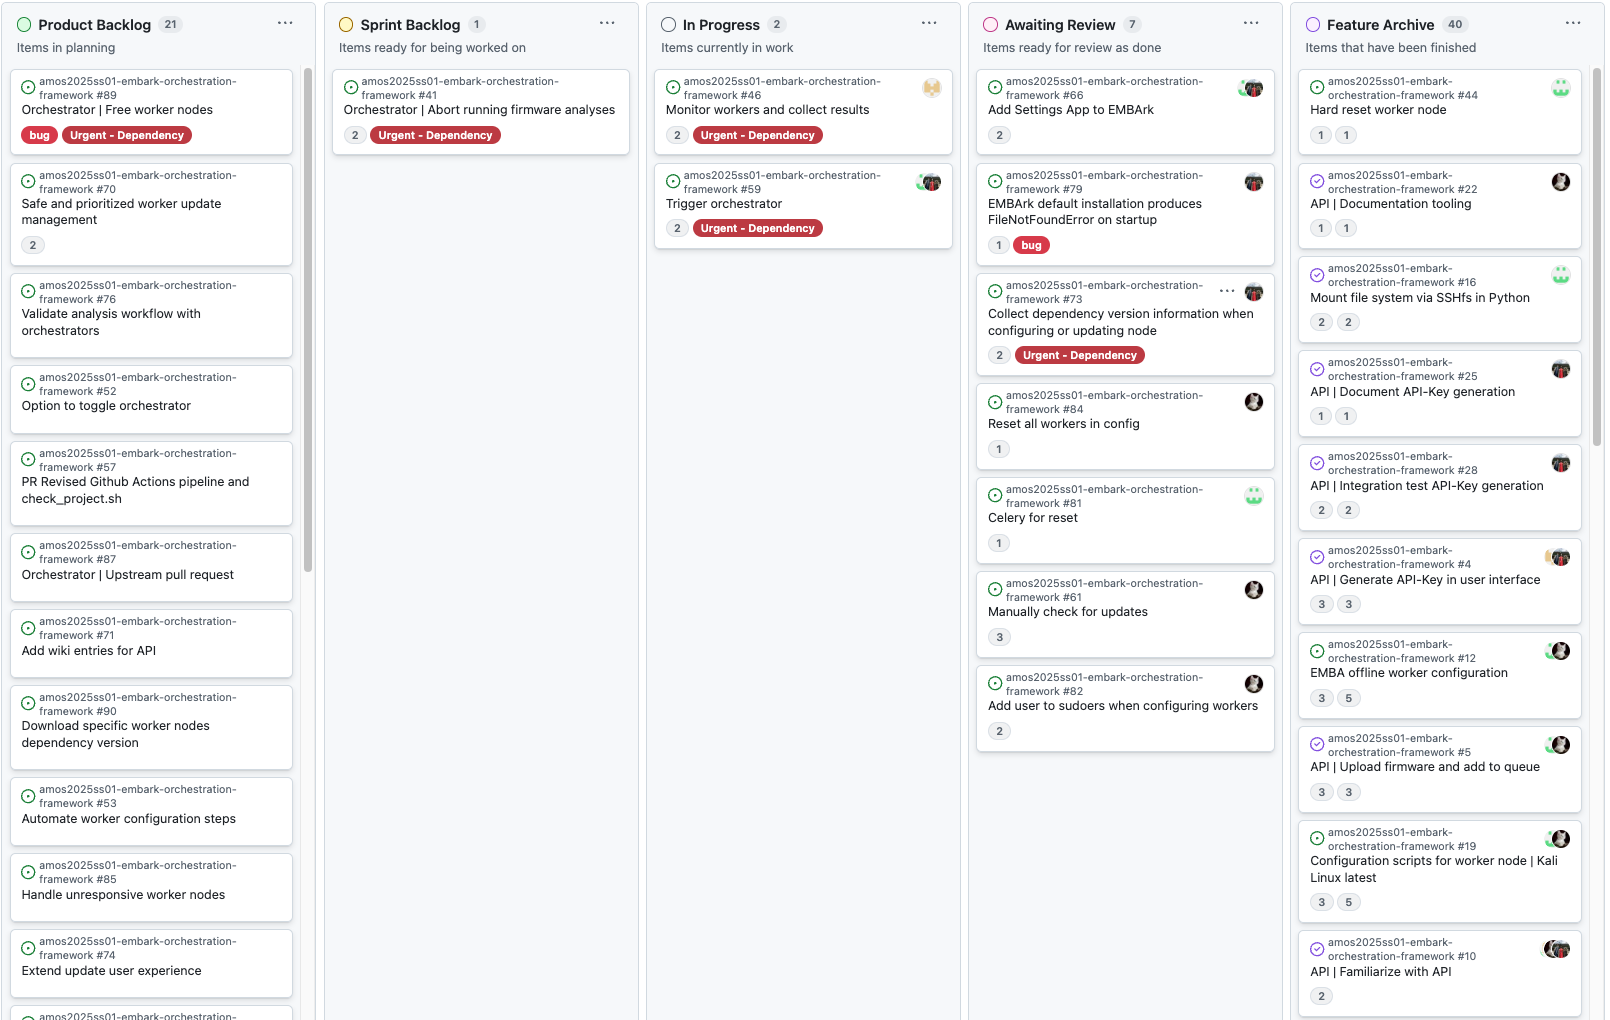 Product Backlog 21
Items in planning
amos2025ss01-embark-orchestration-
framework #89
Orchestrator | Free worker nodes
bug Urgent - Dependency
amos2025ss01-embark-orchestration-
framework #70
Safe and prioritized worker update
management
2
amos2025ss01-embark-orchestration-
framework #76
Validate analysis workflow with
orchestrators
amos2025ss01-embark-orchestration-
framework #52
Option to toggle orchestrator
amos2025ss01-embark-orchestration-
framework #57
PR Revised Github Actions pipeline and
check_project.sh
amos2025ss01-embark-orchestration-
framework #87
Orchestrator | Upstream pull request
amos2025ss01-embark-orchestration-
framework #71
Add wiki entries for API
amos2025ss01-embark-orchestration-
framework #90
Download specific worker nodes
dependency version
amos2025ss01-embark-orchestration-
framework #53
Automate worker configuration steps
amos2025ss01-embark-orchestration-
framework #85
Handle unresponsive worker nodes
amos2025ss01-embark-orchestration-
framework #74
Extend update user experience
amos2025ss01-embark-orchestration-
Sprint Backlog 1
Items ready for being worked on
amos2025ss01-embark-orchestration-
framework #41
Orchestrator | Abort running firmware analyses
2 Urgent - Dependency
In Progress 2
Items currently in work
amos2025ss01-embark-orchestration-
framework #46
Monitor workers and collect results
2 Urgent - Dependency
amos2025ss01-embark-orchestration-
framework #59
Trigger orchestrator
2 Urgent - Dependency
Awaiting Review 7
Items ready for review as done
amos2025ss01-embark-orchestration-
framework #66
Add Settings App to EMBArk
2
amos2025ss01-embark-orchestration-
framework #79
EMBArk default installation produces
FileNotFoundError on startup
1 bug
amos2025ss01-embark-orchestration-
framework #73
Collect dependency version information when
configuring or updating node
2 Urgent - Dependency
amos2025ss01-embark-orchestration-
framework #84
Reset all workers in config
1
amos2025ss01-embark-orchestration-
framework #81
Celery for reset
1
amos2025ss01-embark-orchestration-
framework #61
Manually check for updates
3
amos2025ss01-embark-orchestration-
framework #82
Add user to sudoers when configuring workers
2
Feature Archive 40
Items that have been finished
amos2025ss01-embark-
orchestration-framework #44
Hard reset worker node
1 1
amos2025ss01-embark-
orchestration-framework #22
API | Documentation tooling
1 1
amos2025ss01-embark-
orchestration-framework #16
Mount file system via SSHfs in Python
2 2
amos2025ss01-embark-
orchestration-framework #25
API | Document API-Key generation
1 1
amos2025ss01-embark-
orchestration-framework #28
API | Integration test API-Key generation
2 2
amos2025ss01-embark-
orchestration-framework #4
API | Generate API-Key in user interface
3 3
amos2025ss01-embark-
orchestration-framework #12
EMBA offline worker configuration
3 5
amos2025ss01-embark-
orchestration-framework #5
API | Upload firmware and add to queue
3 3
amos2025ss01-embark-
orchestration-framework #19
Configuration scripts for worker node | Kali
Linux latest
3 5
amos2025ss01-embark-
orchestration-framework #10
API | Familiarize with API
2